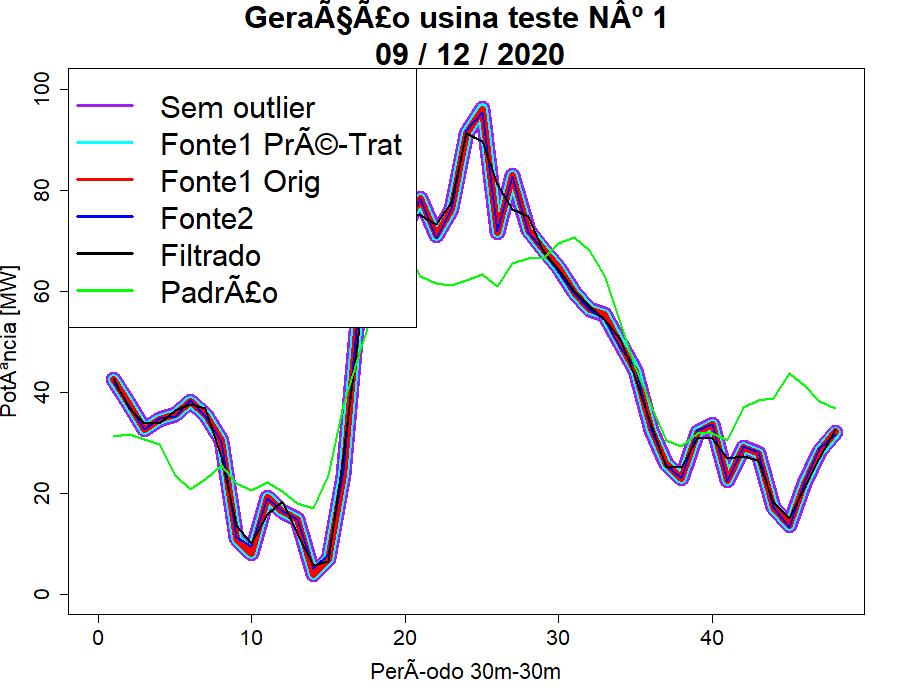 GeraÃ§Ã£o usina teste NÂº 1
09 / 12 / 2020
Sem outlier
Fonte1 PrÃ©-Trat
Fonte1 Orig
Fonte2
Filtrado
PadrÃ£o
PotÃªncia [MW]
100
80
60
40
20
0
0 10 20 30 40
PerÃ-odo 30m-30m